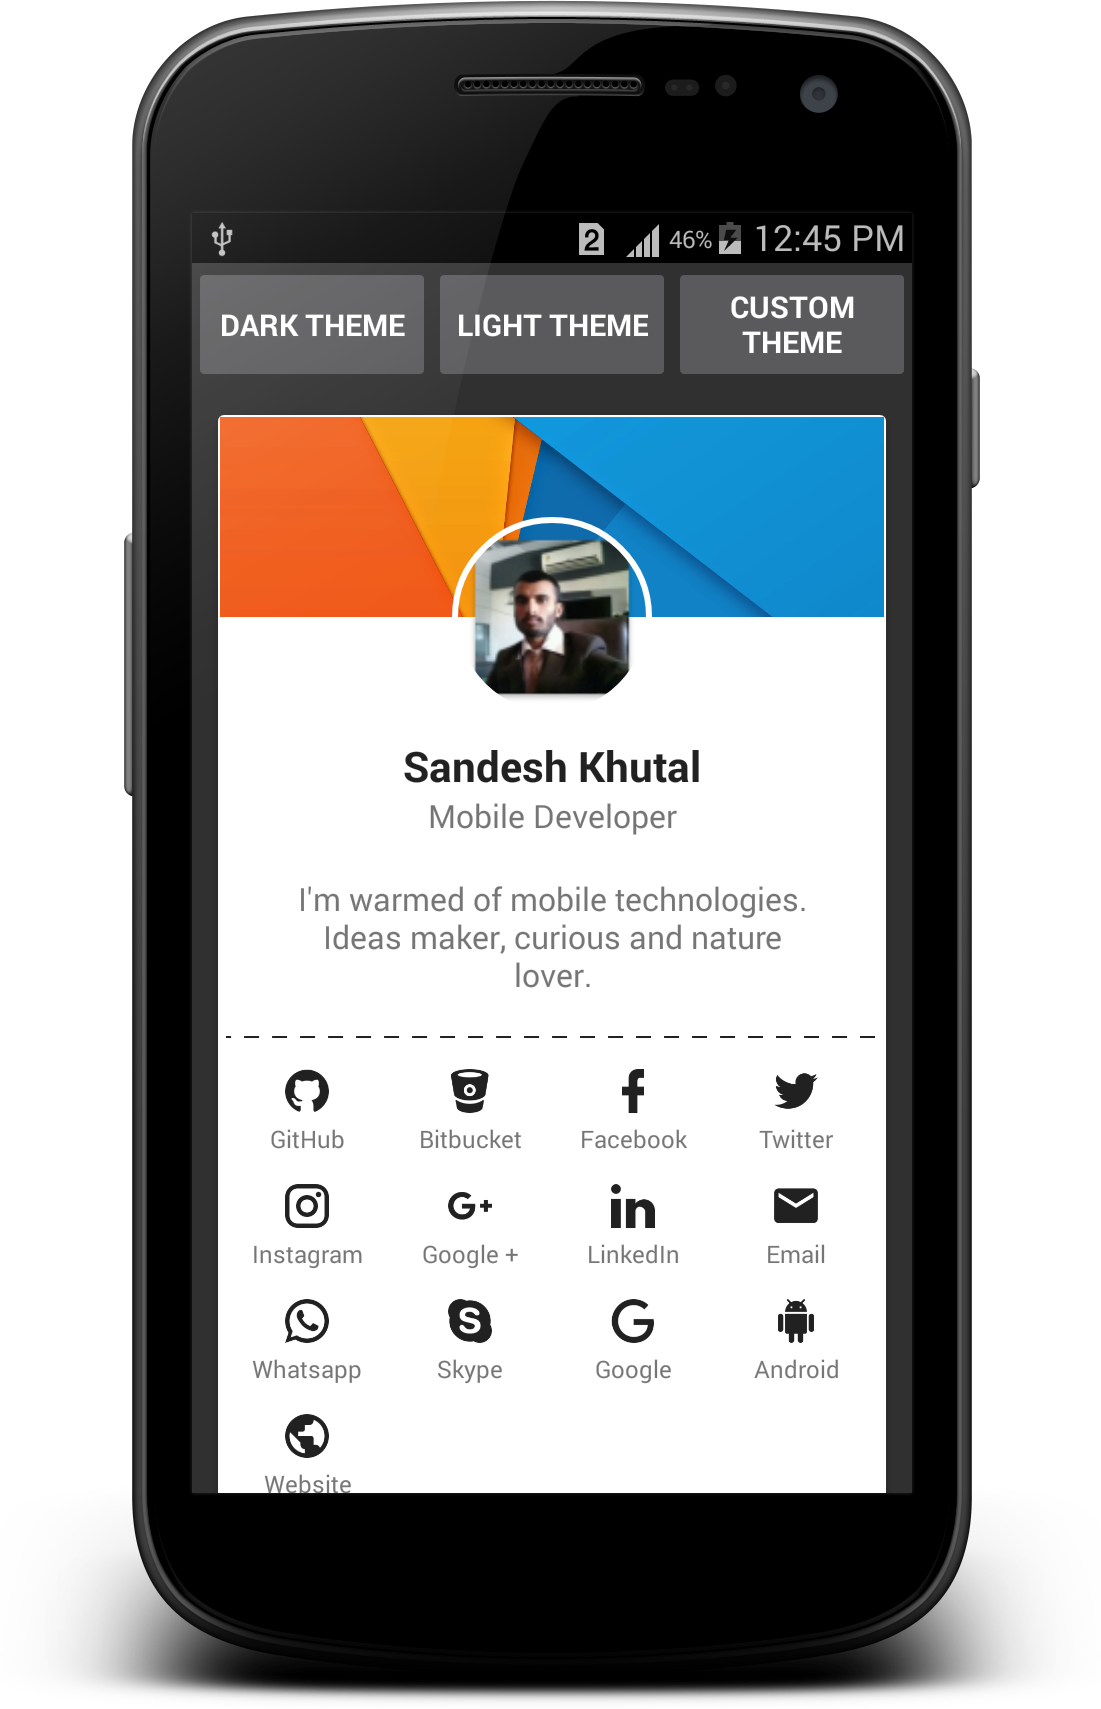 2 46% 12:45 PM
DARK THEME LIGHT THEME CUSTOM
THEME
Sandesh Khutal
Mobile Developer
I'm warmed of mobile technologies.
Ideas maker, curious and nature
lover.
GitHub Bitbucket Facebook Twitter
Instagram Google + LinkedIn Email
Whatsapp Skype Google Android
Website